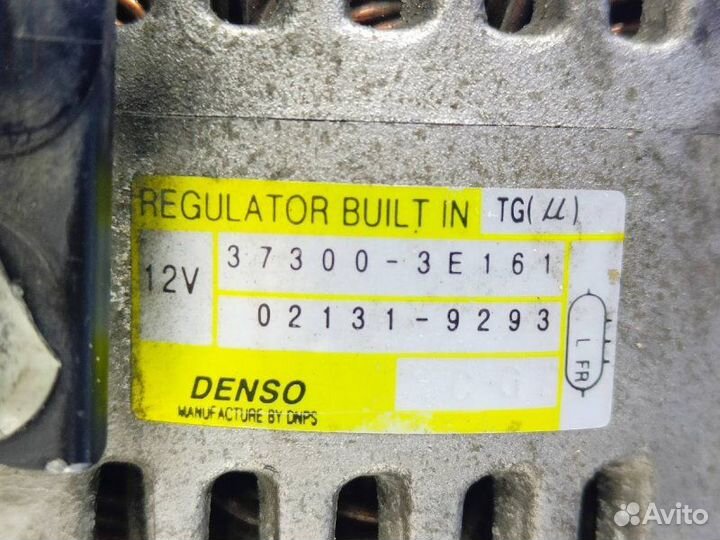 REGULATOR BUILT IN TG(μ)
12V
37300-3E161
02131-9293
L FR
DENSO
MANUFACTURE BY DNPS
Avito